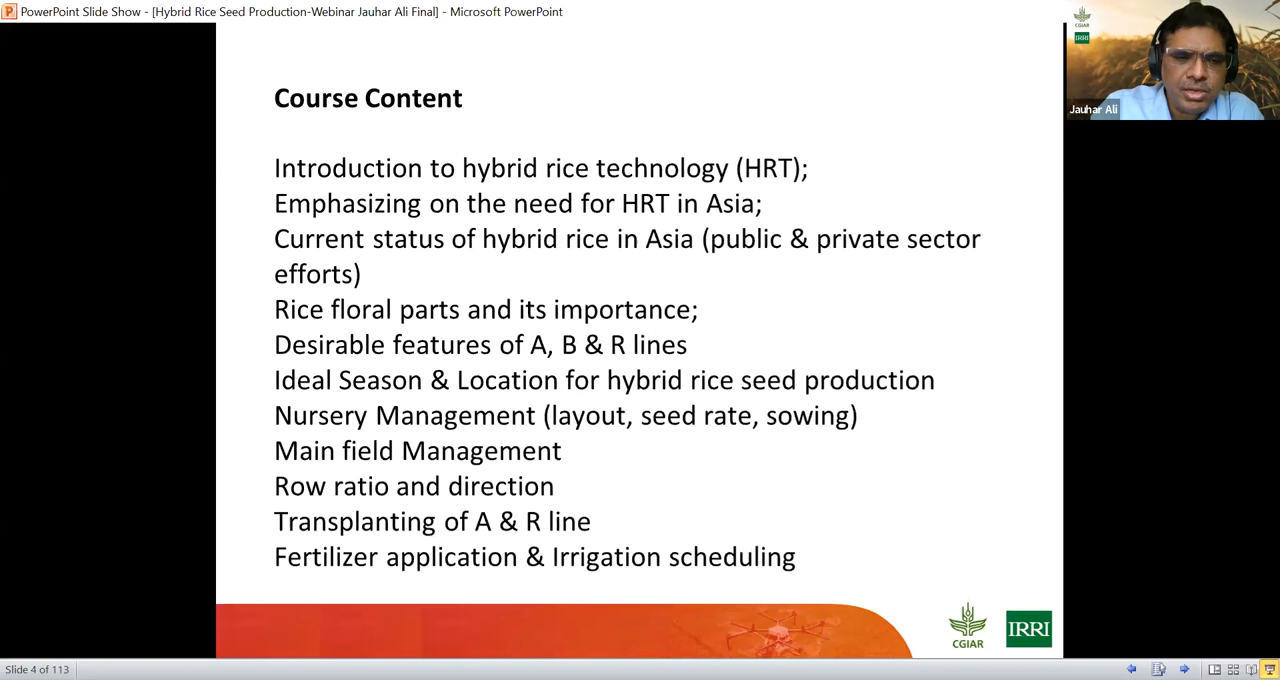 PowerPoint Slide Show - [Hybrid Rice Seed Production-Webinar Jauhar Ali Final] - Microsoft PowerPoint
CGIAR
IRRI
Jauhar Ali
Course Content
Introduction to hybrid rice technology (HRT);
Emphasizing on the need for HRT in Asia;
Current status of hybrid rice in Asia (public & private sector
efforts)
Rice floral parts and its importance;
Desirable features of A, B & R lines
Ideal Season & Location for hybrid rice seed production
Nursery Management (layout, seed rate, sowing)
Main field Management
Row ratio and direction
Transplanting of A & R line
Fertilizer application & Irrigation scheduling
CGIAR
IRRI
Slide 4 of 113